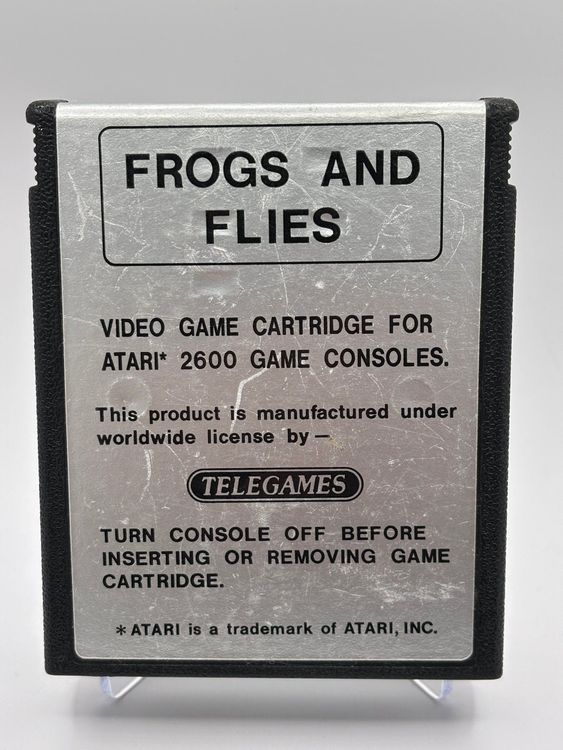 FROGS AND
FLIES
VIDEO GAME CARTRIDGE FOR
ATARI* 2600 GAME CONSOLES.
This product is manufactured under
worldwide license by —
TELEGAMES
TURN CONSOLE OFF BEFORE
INSERTING OR REMOVING GAME
CARTRIDGE.
* ATARI is a trademark of ATARI, INC.